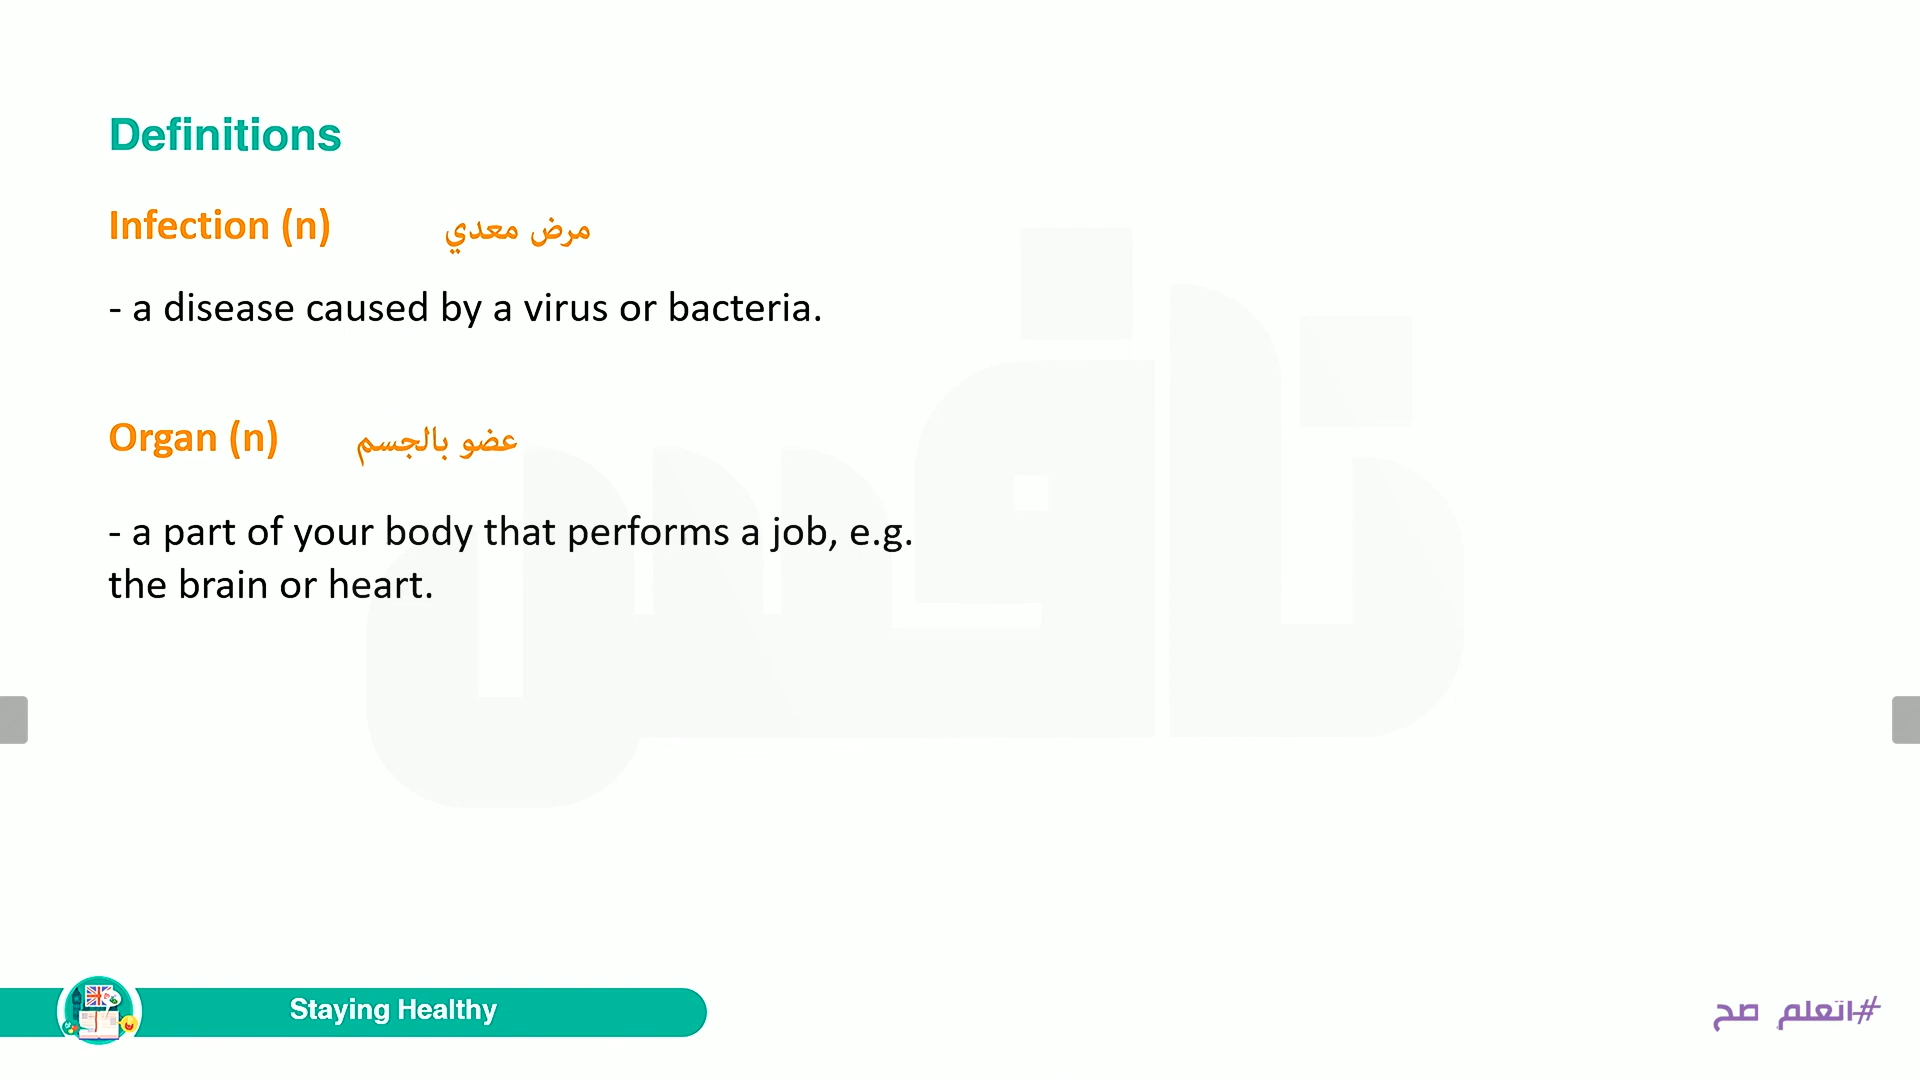 Definitions
Infection (n) مرض معدي
- a disease caused by a virus or bacteria.
Organ (n) عضو بالجسم
- a part of your body that performs a job, e.g.
the brain or heart.
نافس
Staying Healthy
#اتعلم صح